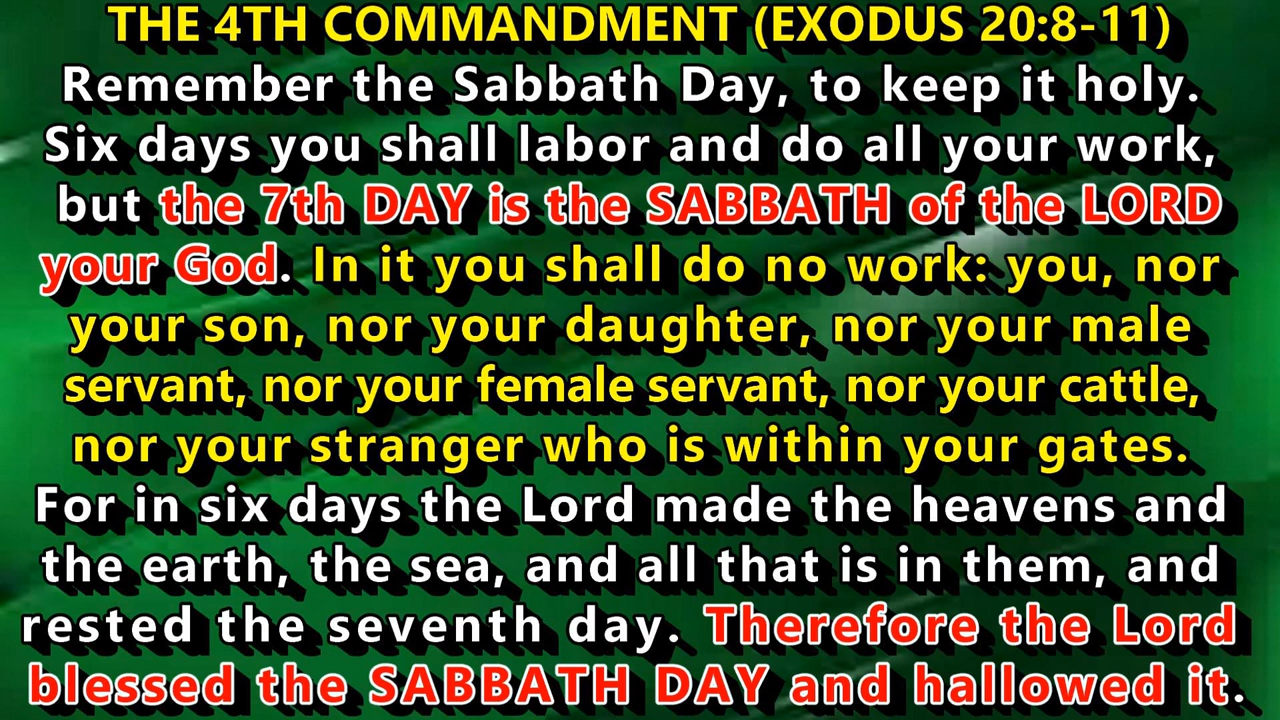 THE 4TH COMMANDMENT (EXODUS 20:8-11)
Remember the Sabbath Day, to keep it holy.
Six days you shall labor and do all your work,
but the 7th DAY is the SABBATH of the LORD
your God. In it you shall do no work: you, nor
your son, nor your daughter, nor your male
servant, nor your female servant, nor your cattle,
nor your stranger who is within your gates.
For in six days the Lord made the heavens and
the earth, the sea, and all that is in them, and
rested the seventh day. Therefore the Lord
blessed the SABBATH DAY and hallowed it.